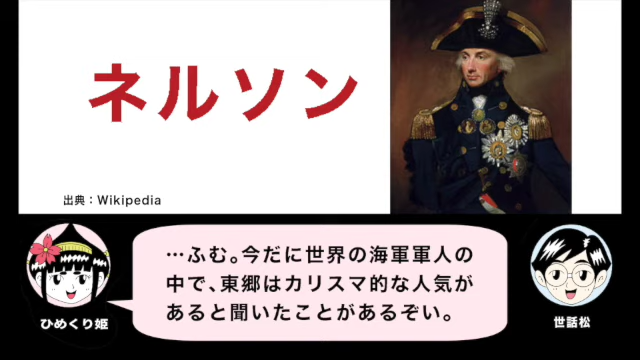 ネルソン
出典：Wikipedia
…ふむ。今だに世界の海軍軍人の
中で、東郷はカリスマ的な人気が
あると聞いたことがあるぞい。
ひめくり姫
世話松